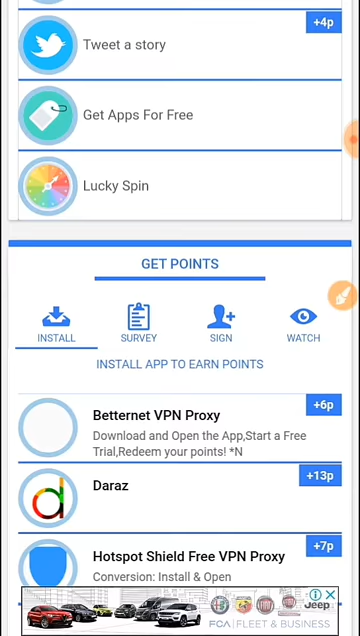 +4p
Tweet a story
Get Apps For Free
Lucky Spin
GET POINTS
INSTALL
SURVEY
SIGN
WATCH
INSTALL APP TO EARN POINTS
+6p
Betternet VPN Proxy
Download and Open the App,Start a Free
Trial,Redeem your points! *N
+13p
Daraz
+7p
Hotspot Shield Free VPN Proxy
Conversion: Install & Open
Jeep
FCA FLEET & BUSINESS